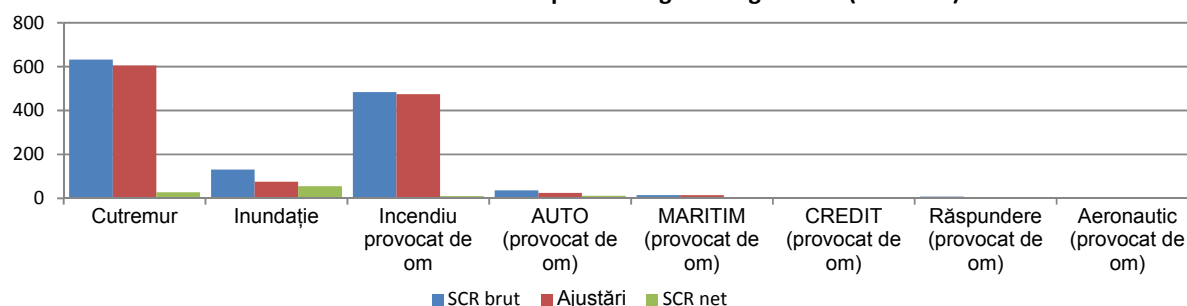 800
600
400
200
0
Cutremur
Inundație
Incendiu
provocat de
om
AUTO
(provocat de
om)
MARITIM
(provocat de
om)
CREDIT
(provocat de
om)
Răspundere
(provocat de
om)
Aeronautic
(provocat de
om)
SCR brut Ajustări SCR net